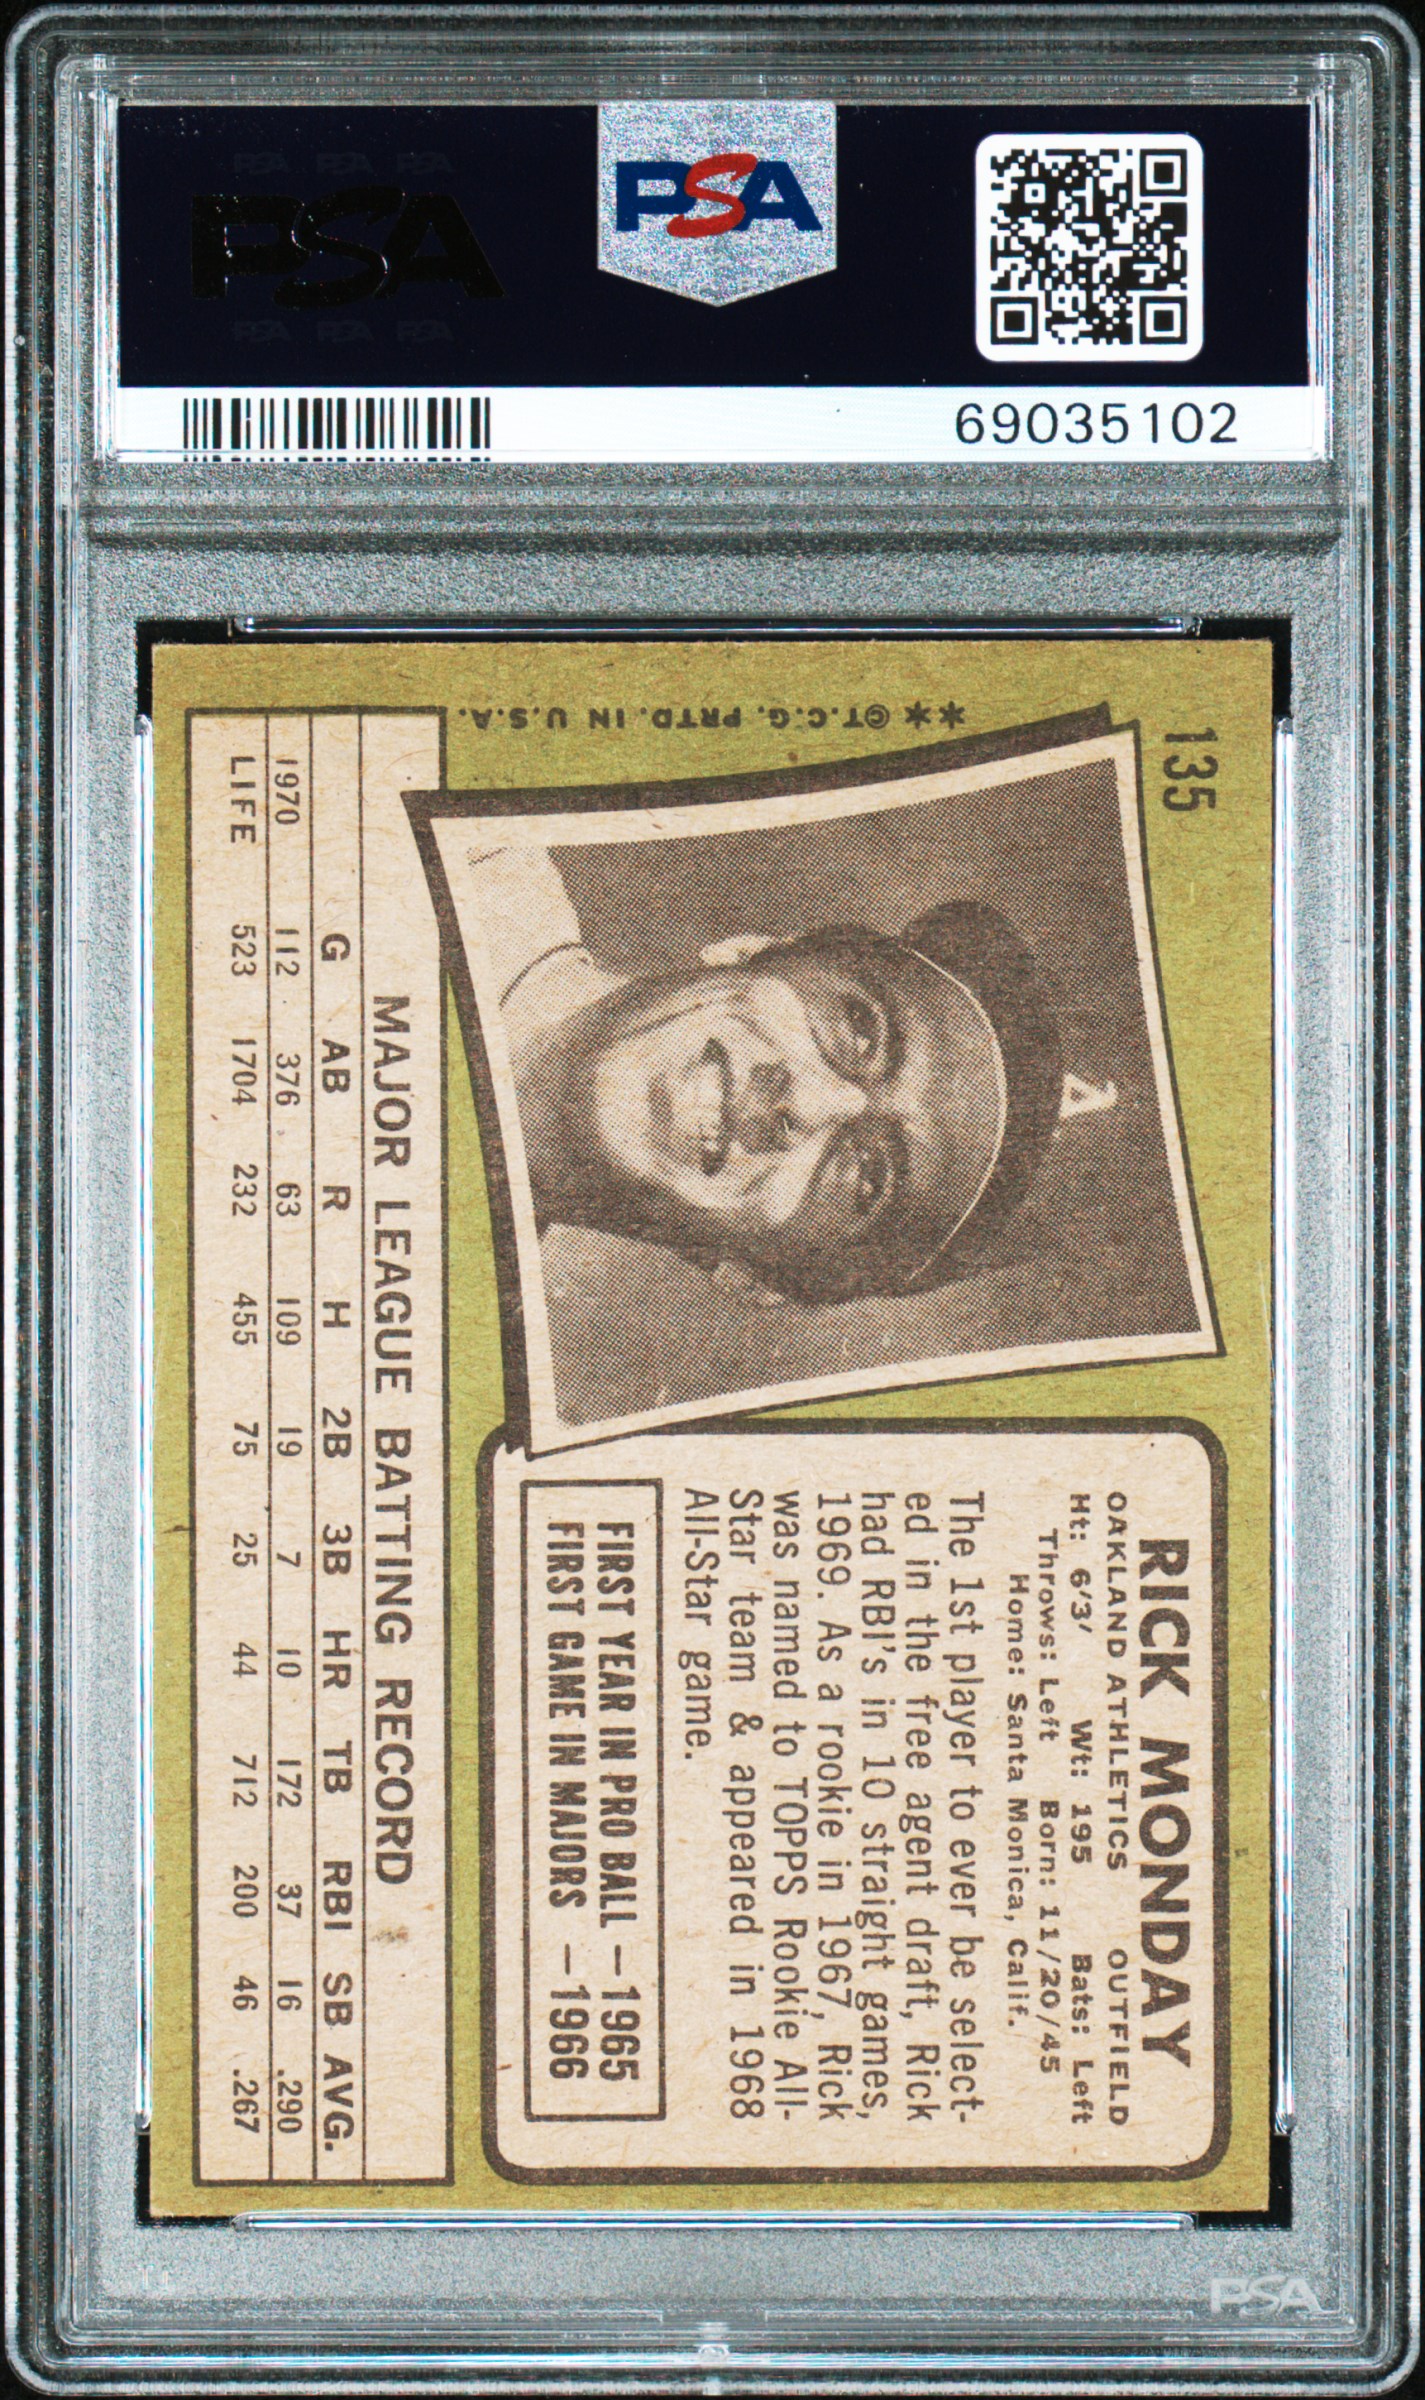 PSA PSA PSA
PSA
PSA PSA PSA
PSA
69035102
135
**©T.C.G. PRTD. IN U.S.A.
A
RICK MONDAY
OAKLAND ATHLETICS OUTFIELD
Ht: 6'3' Wt: 195 Bats: Left
Throws: Left Born: 11/20/45
Home: Santa Monica, Calif.
The 1st player to ever be select-
ed in the free agent draft, Rick
had RBI's in 10 straight games,
1969. As a rookie in 1967, Rick
was named to TOPPS Rookie All-
Star team & appeared in 1968
All-Star game.
FIRST YEAR IN PRO BALL — 1965
FIRST GAME IN MAJORS — 1966
MAJOR LEAGUE BATTING RECORD
G AB R H 2B 3B HR TB RBI SB AVG.
1970 112 376 63 109 19 7 10 172 37 16 .290
LIFE 523 1704 232 455 75 25 44 712 200 46 .267
PSA